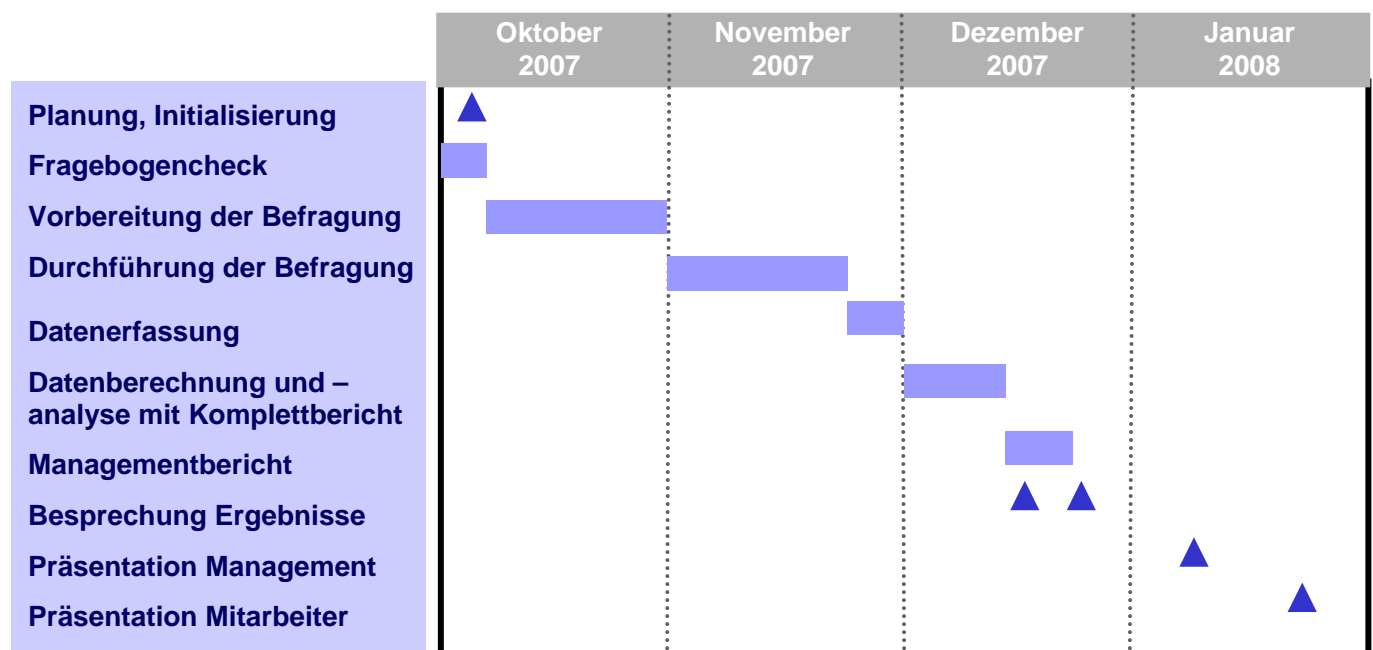 Oktober November Dezember Januar
2007 2007 2007 2008
Planung, Initialisierung
Fragebogencheck
Vorbereitung der Befragung
Durchführung der Befragung
Datenerfassung
Datenberechnung und –
analyse mit Komplettbericht
Managementbericht
Besprechung Ergebnisse
Präsentation Management
Präsentation Mitarbeiter